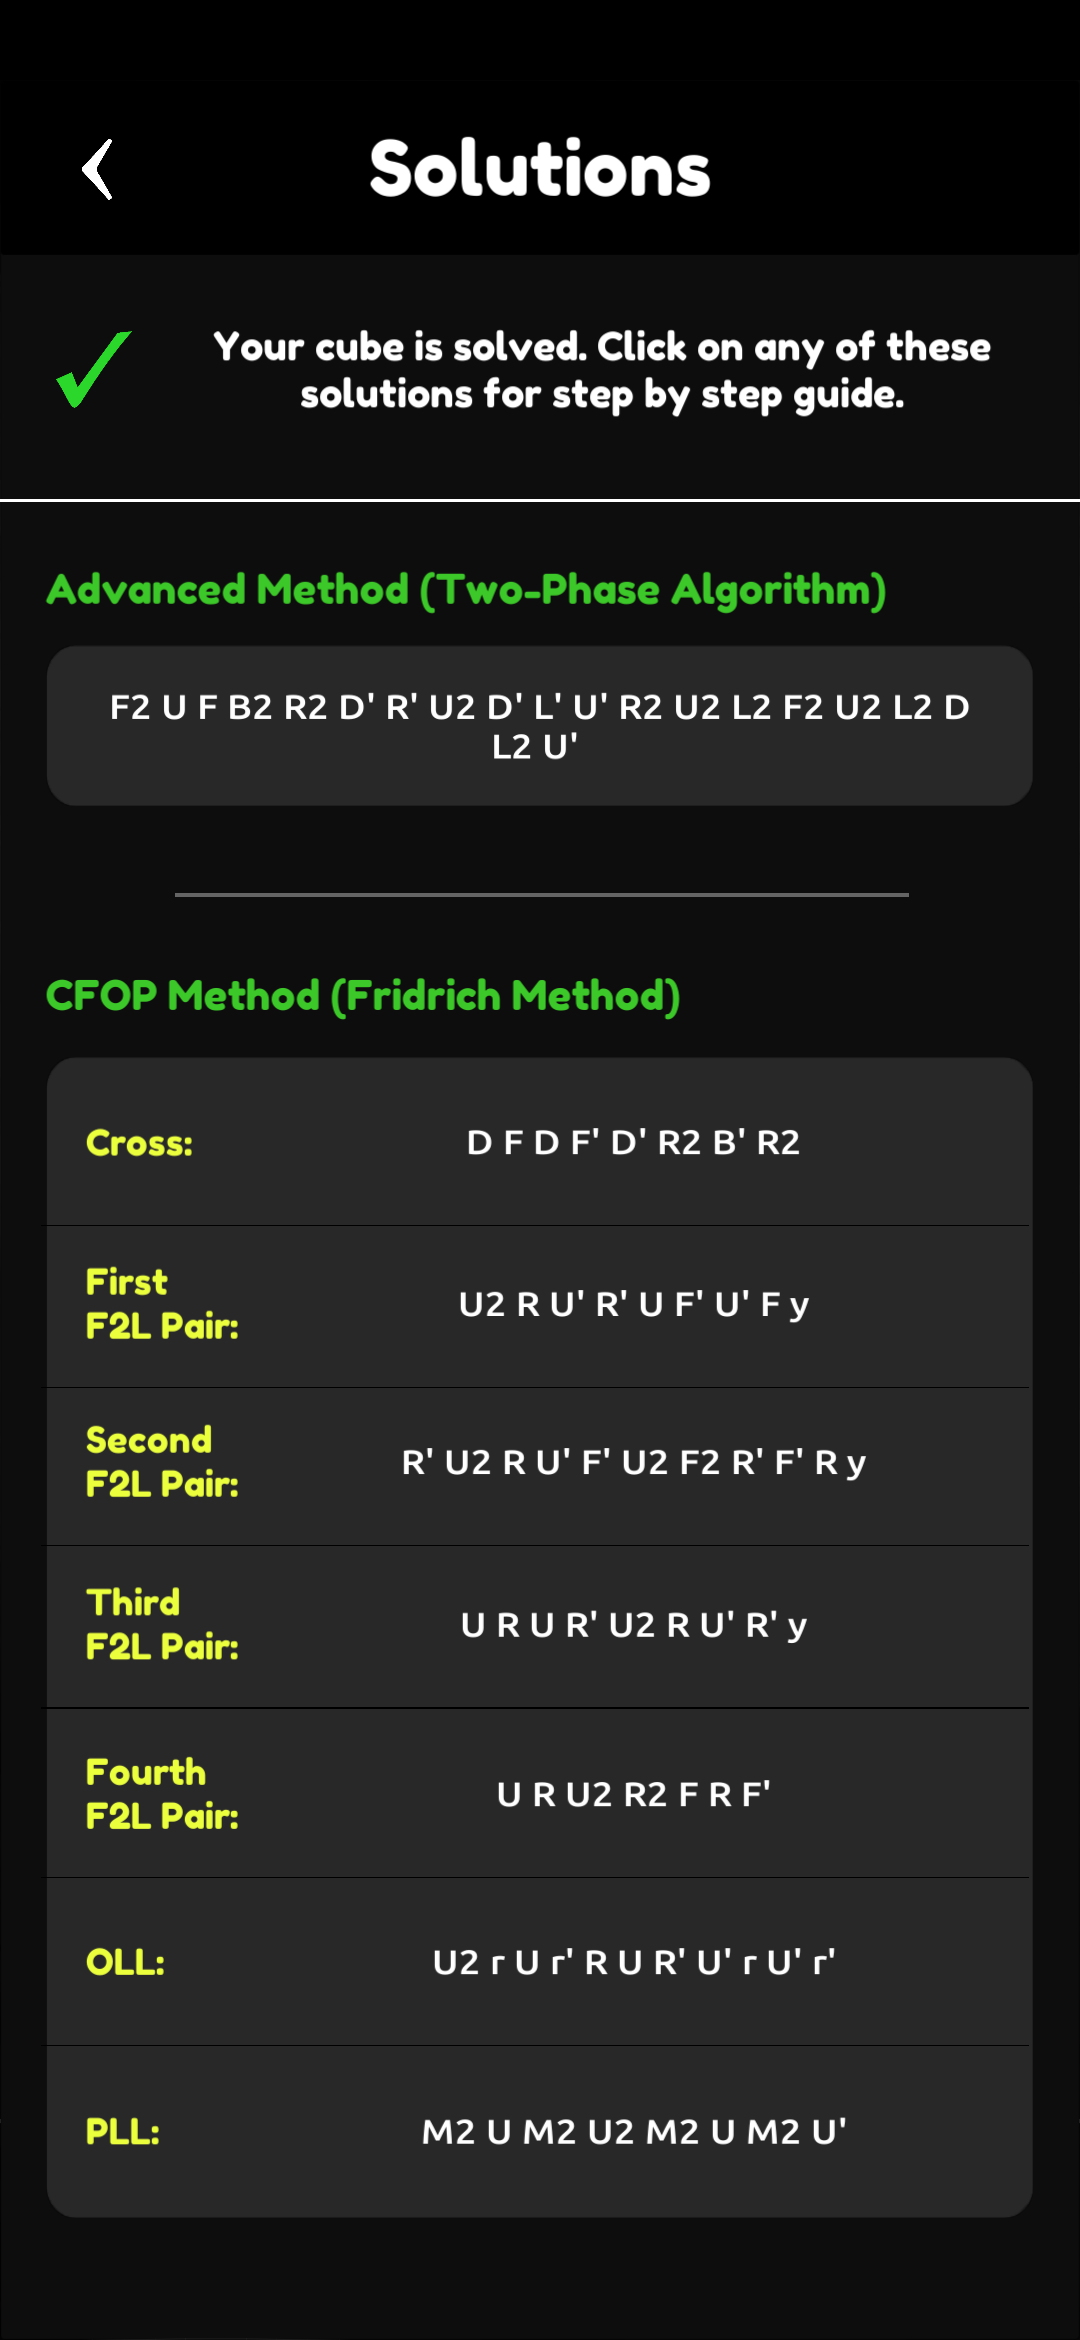 Solutions
Your cube is solved. Click on any of these
solutions for step by step guide.
Advanced Method (Two-Phase Algorithm)
F2 U F B2 R2 D' R' U2 D' L' U' R2 U2 L2 F2 U2 L2 D
L2 U'
CFOP Method (Fridrich Method)
Cross:
D F D F' D' R2 B' R2
First
F2L Pair:
U2 R U' R' U F' U' F y
Second
F2L Pair:
R' U2 R U' F' U2 F2 R' F' R y
Third
F2L Pair:
U R U R' U2 R U' R' y
Fourth
F2L Pair:
U R U2 R2 F R F'
OLL:
U2 r U r' R U R' U' r U' r'
PLL:
M2 U M2 U2 M2 U M2 U'